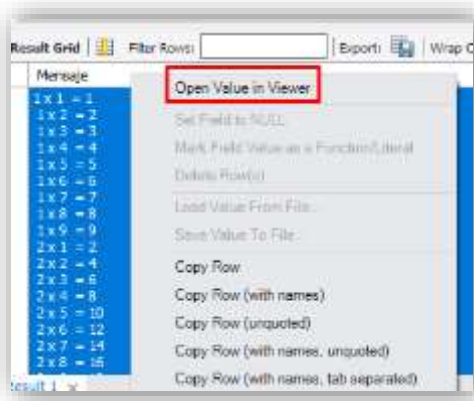 Result Grid Filter Rows: Export: Wrap C
Mensaje
1 x 1 = 1
1 x 2 = 2
1 x 3 = 3
1 x 4 = 4
1 x 5 = 5
1 x 6 = 6
1 x 7 = 7
1 x 8 = 8
1 x 9 = 9
2 x 1 = 2
2 x 2 = 4
2 x 3 = 6
2 x 4 = 8
2 x 5 = 10
2 x 6 = 12
2 x 7 = 14
2 x 8 = 16
Result 1
Open Value in Viewer
Set Field to NULL
Mark Field Value as a Function/Literal
Delete Row(s)
Load Value From File...
Save Value To File...
Copy Row
Copy Row (with names)
Copy Row (unquoted)
Copy Row (with names, unquoted)
Copy Row (with names, tab separated)